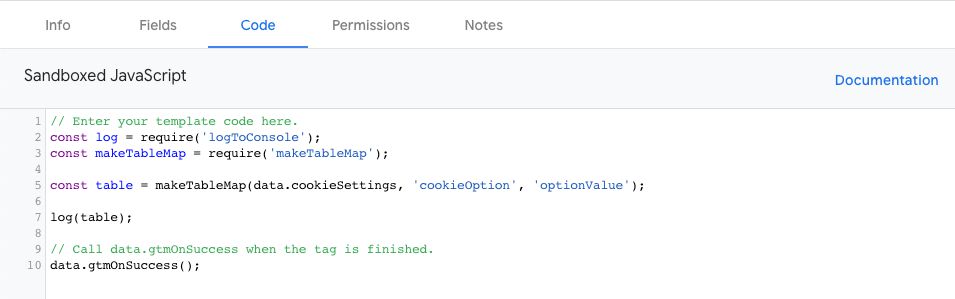 Info Fields Code Permissions Notes
Sandboxed JavaScript
Documentation
1 // Enter your template code here.
2 const log = require('logToConsole');
3 const makeTableMap = require('makeTableMap');
4
5 const table = makeTableMap(data.cookieSettings, 'cookieOption', 'optionValue');
6
7 log(table);
8
9 // Call data.gtmOnSuccess when the tag is finished.
10 data.gtmOnSuccess();